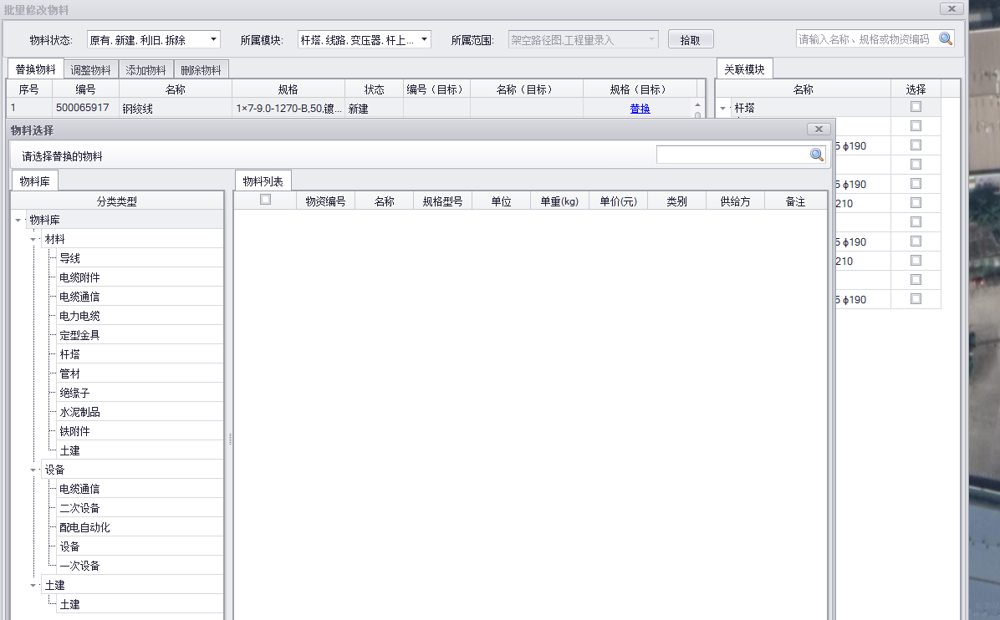 批量修改物料
物料状态: 原有, 新建, 利旧, 拆除 所属模块: 杆塔, 线路, 变压器, 杆上... 所属范围: 架空路径图,工程量录入 拾取 请输入名称、规格或物资编码
替换物料 调整物料 添加物料 删除物料 关联模块
序号 编号 名称 规格 状态 编号（目标） 名称（目标） 规格（目标） 名称 选择
1 500065917 钢绞线 1×7-9.0-1270-B,50,镀... 新建 替换 杆塔
物料选择
请选择替换的物料
物料库 物料列表
分类类型 物资编号 名称 规格型号 单位 单重(kg) 单价(元) 类别 供给方 备注
物料库
材料
导线
电缆附件
电缆通信
电力电缆
定型金具
杆塔
管材
绝缘子
水泥制品
铁附件
土建
设备
电缆通信
二次设备
配电自动化
设备
一次设备
土建
土建
ϕ190
ϕ190
210
ϕ190
210
ϕ190